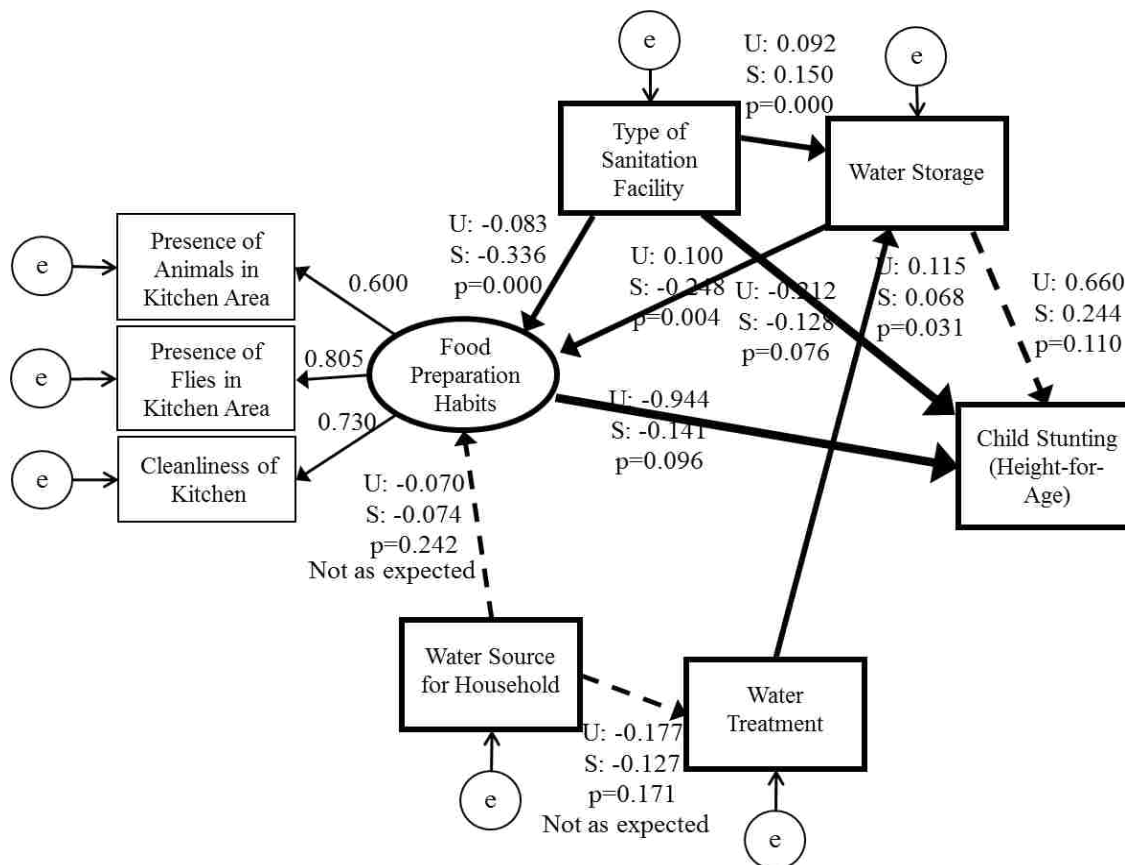 e
e
U: 0.092
S: 0.150
p=0.000
Type of
Sanitation
Facility
Water Storage
Presence of
Animals in
Kitchen Area
e
0.600
U: -0.083
S: -0.336
p=0.000
U: 0.100
S: -0.248
p=0.004
U: -0.212
S: -0.128
p=0.076
U: 0.115
S: 0.068
p=0.031
U: 0.660
S: 0.244
p=0.110
Presence of
Flies in
Kitchen Area
e
0.805
Food
Preparation
Habits
0.730
Cleanliness of
Kitchen
e
U: -0.944
S: -0.141
p=0.096
Child Stunting
(Height-for-
Age)
U: -0.070
S: -0.074
p=0.242
Not as expected
Water Source
for Household
Water
Treatment
U: -0.177
S: -0.127
p=0.171
Not as expected
e
e